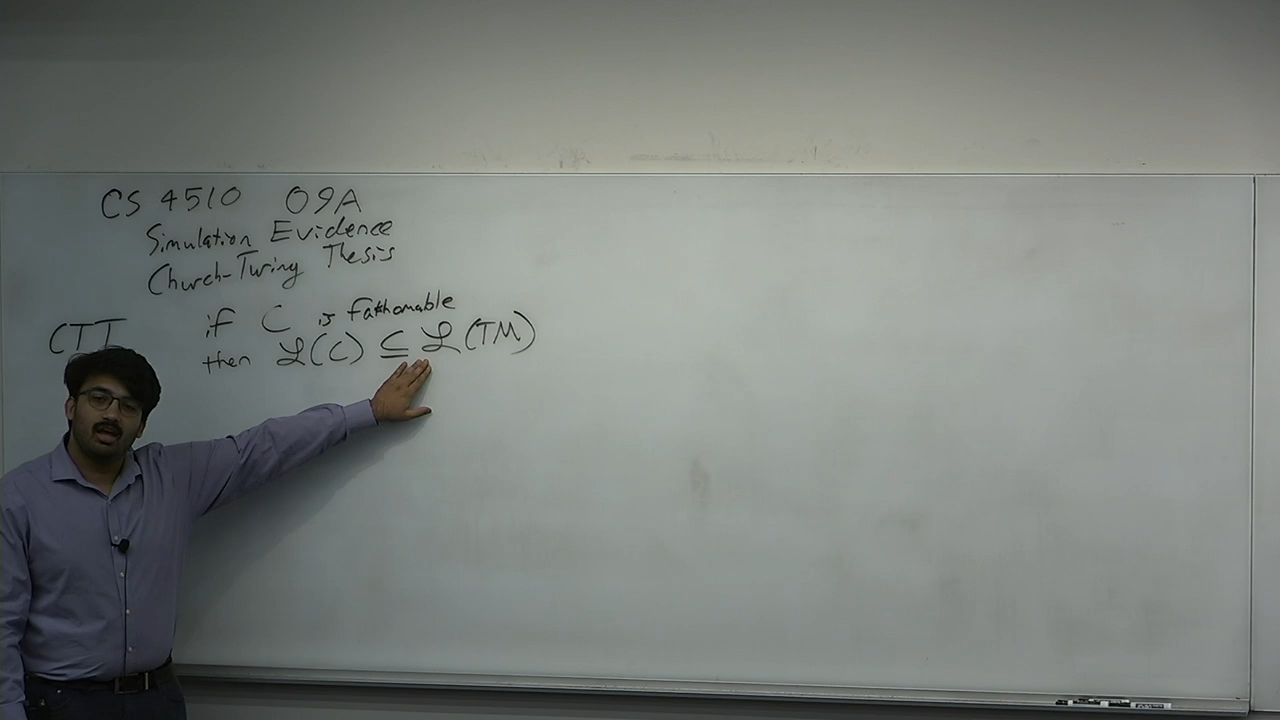 CS 4510 09A
Simulation Evidence
Church-Turing Thesis
CTT if C is fathomable
then ℒ(C) ⊆ ℒ(TM)